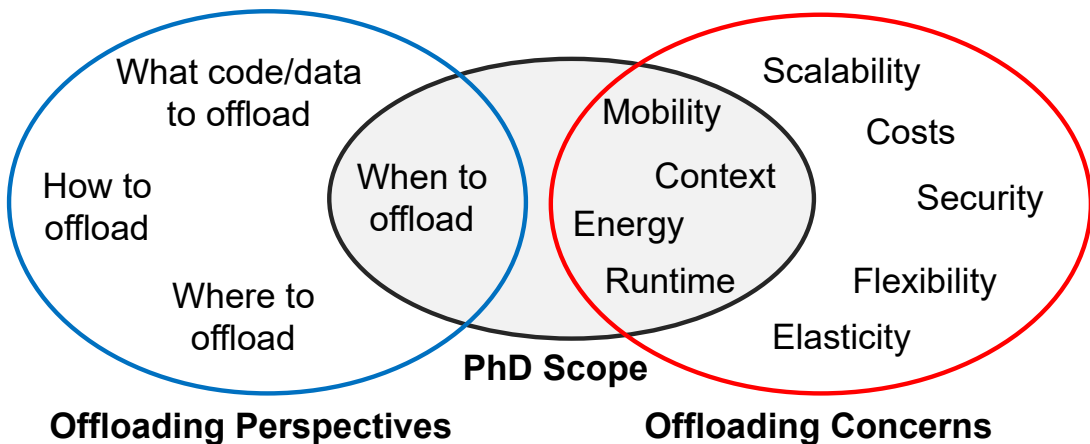 What code/data
to offload
How to
offload
Where to
offload
When to
offload
Mobility
Context
Energy
Runtime
Scalability
Costs
Security
Flexibility
Elasticity
PhD Scope
Offloading Perspectives
Offloading Concerns